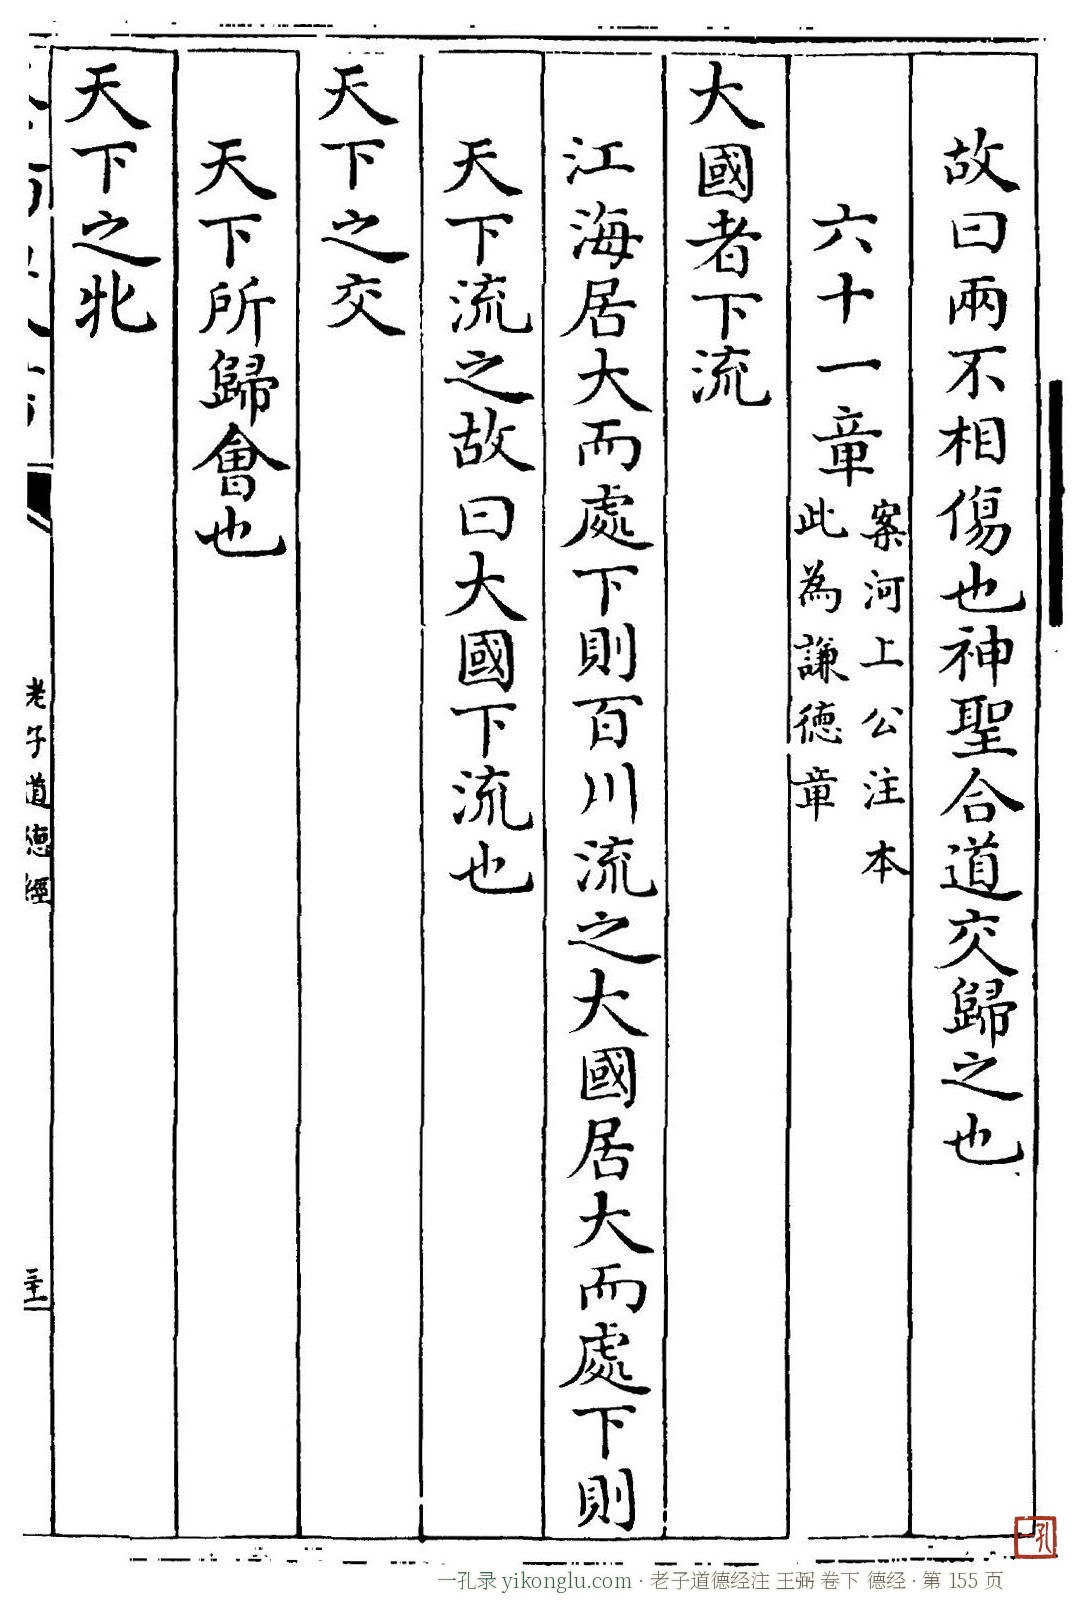 故曰兩不相傷也神聖合道交歸之也
六十一章案河上公注本
此為謙德章
大國者下流
江海居大而處下則百川流之大國居大而處下則
天下流之故曰大國下流也
天下之交
天下所歸會也
天下之牝
老子道德經
一孔录 yikonglu.com · 老子道德经注 王弼 卷下 德经 · 第 155 页